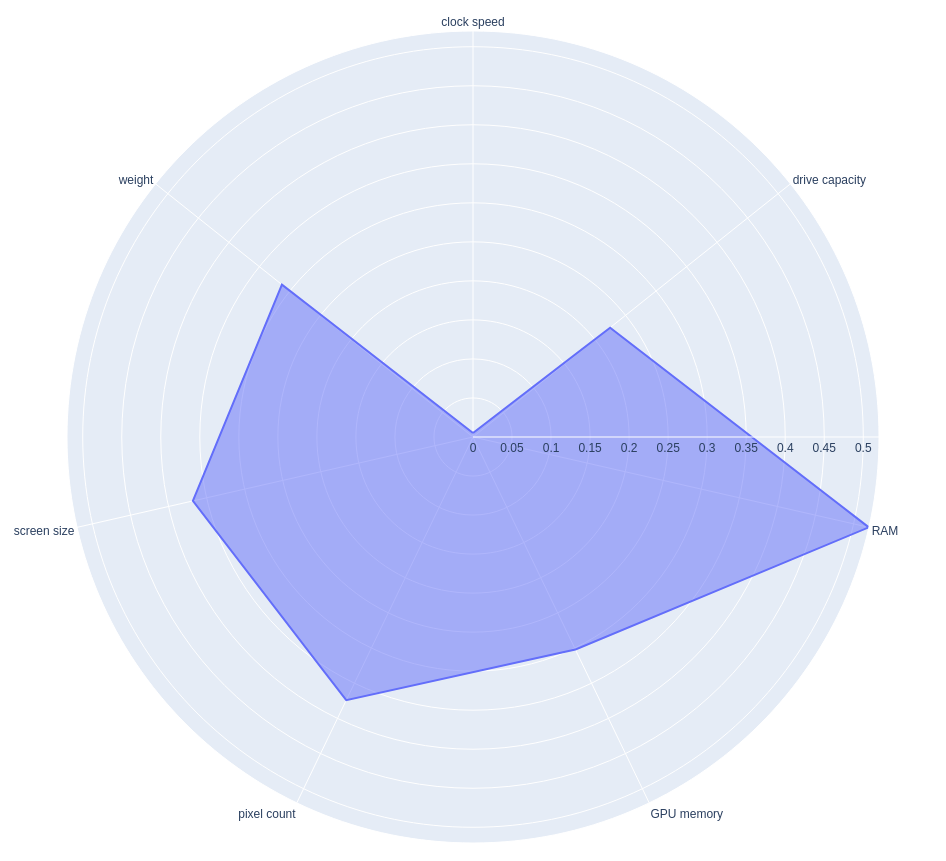 clock speed
weight
drive capacity
0 0.05 0.1 0.15 0.2 0.25 0.3 0.35 0.4 0.45 0.5
screen size
RAM
pixel count
GPU memory